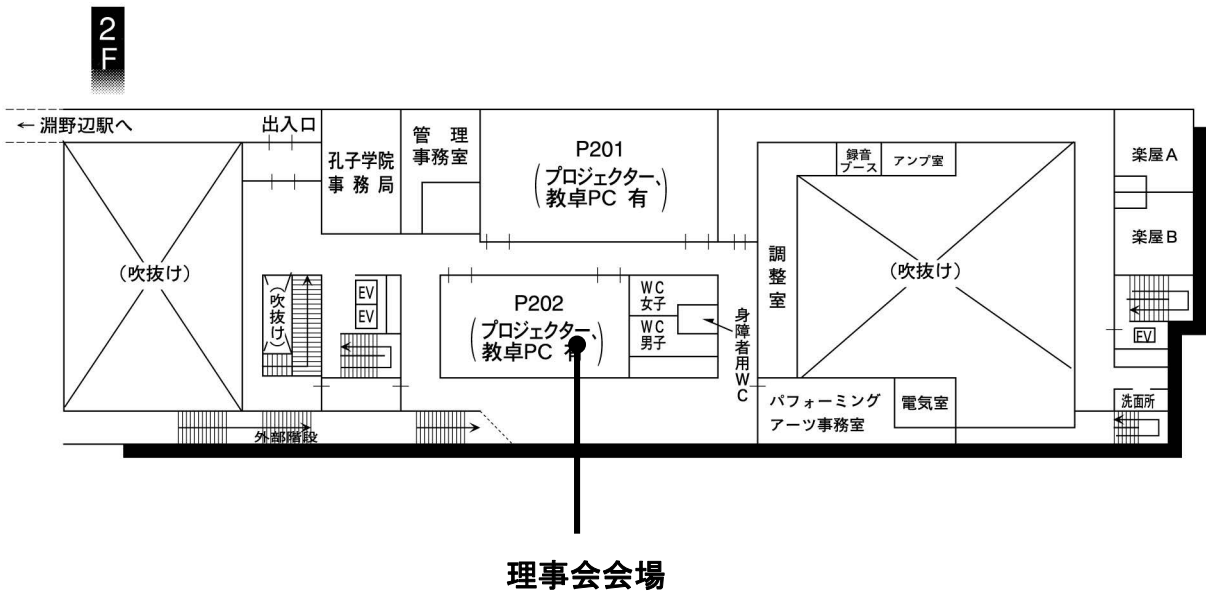 2
F
← 淵野辺駅へ
出入口
孔子学院
事務局
管理
事務室
P201
(プロジェクター、
教卓PC 有)
録音
ブース
アンプ室
楽屋A
楽屋B
(吹抜け)
(吹抜け)
EV
EV
P202
(プロジェクター、
教卓PC 有)
WC
女子
WC
男子
身障者用WC
調整室
(吹抜け)
EV
パフォーミング
アーツ事務室
電気室
洗面所
外部階段
理事会会場